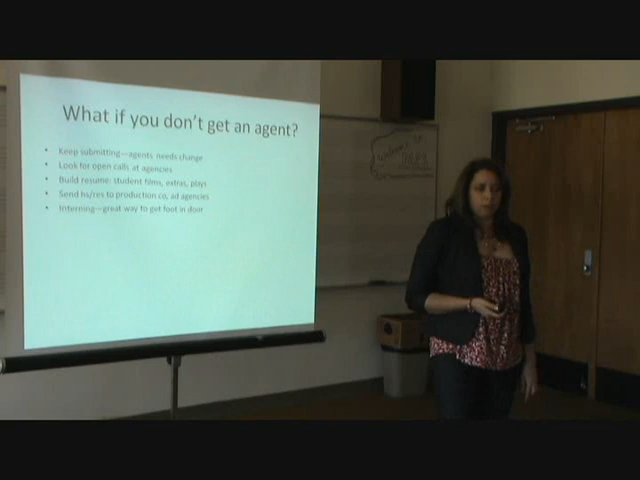 What if you don't get an agent?
• Keep submitting—agents needs change
• Look for open calls at agencies
• Build resume: student films, extras, plays
• Send hs/res to production co, ad agencies
• Interning—great way to get foot in door
Welcome